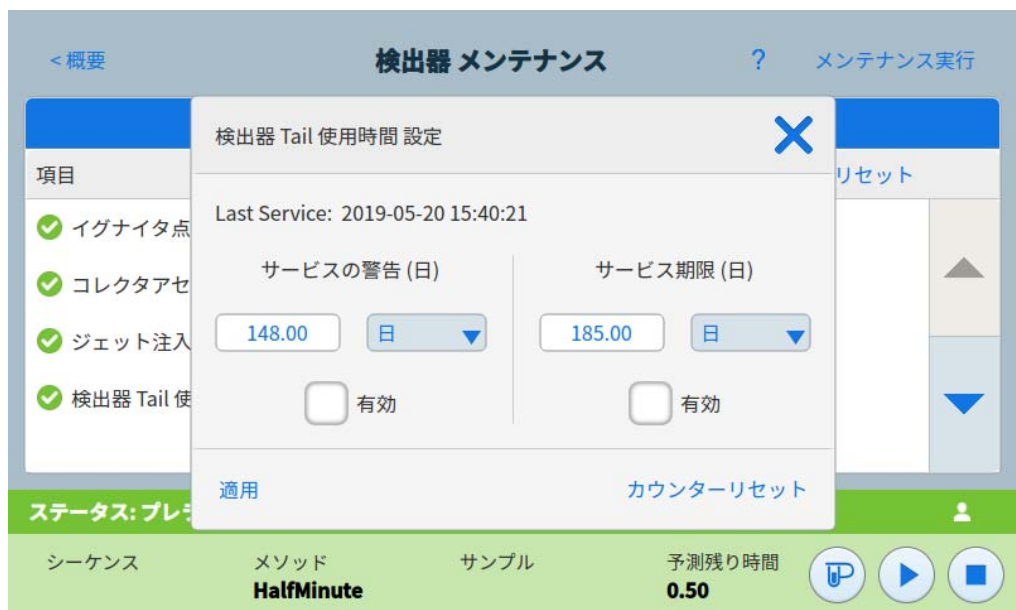 <概要 検出器 メンテナンス ? メンテナンス実行
検出器 Tail 使用時間 設定
項目
リセット
Last Service: 2019-05-20 15:40:21
イグナイタ点
コレクタアセ
ジェット注入
検出器 Tail 使
サービスの警告 (日) サービス期限 (日)
148.00 日 185.00 日
有効 有効
適用 カウンターリセット
ステータス: プレ
シーケンス メソッド サンプル 予測残り時間
HalfMinute 0.50